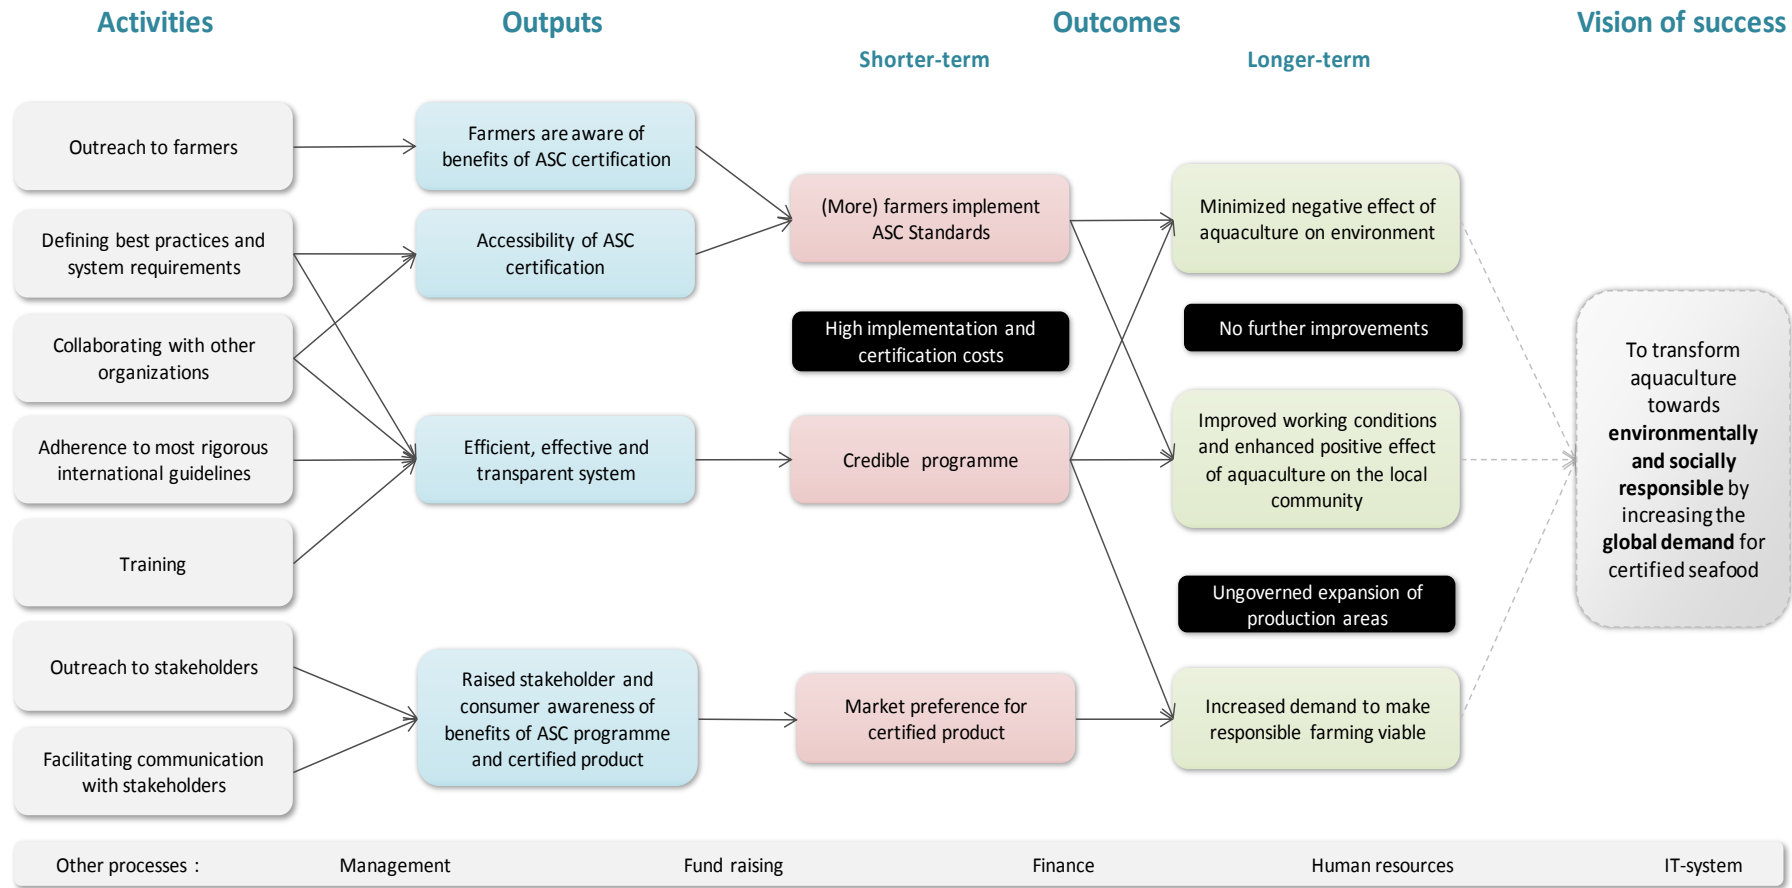 Activities
Outputs
Outcomes
Vision of success
Shorter-term
Longer-term
Outreach to farmers
Defining best practices and
system requirements
Collaborating with other
organizations
Adherence to most rigorous
international guidelines
Training
Outreach to stakeholders
Facilitating communication
with stakeholders
Farmers are aware of
benefits of ASC certification
Accessibility of ASC
certification
Efficient, effective and
transparent system
Raised stakeholder and
consumer awareness of
benefits of ASC programme
and certified product
(More) farmers implement
ASC Standards
High implementation and
certification costs
Credible programme
Market preference for
certified product
Minimized negative effect of
aquaculture on environment
No further improvements
Improved working conditions
and enhanced positive effect
of aquaculture on the local
community
Ungoverned expansion of
production areas
Increased demand to make
responsible farming viable
To transform
aquaculture
towards
environmentally
and socially
responsible by
increasing the
global demand for
certified seafood
Other processes : Management Fund raising Finance Human resources IT-system